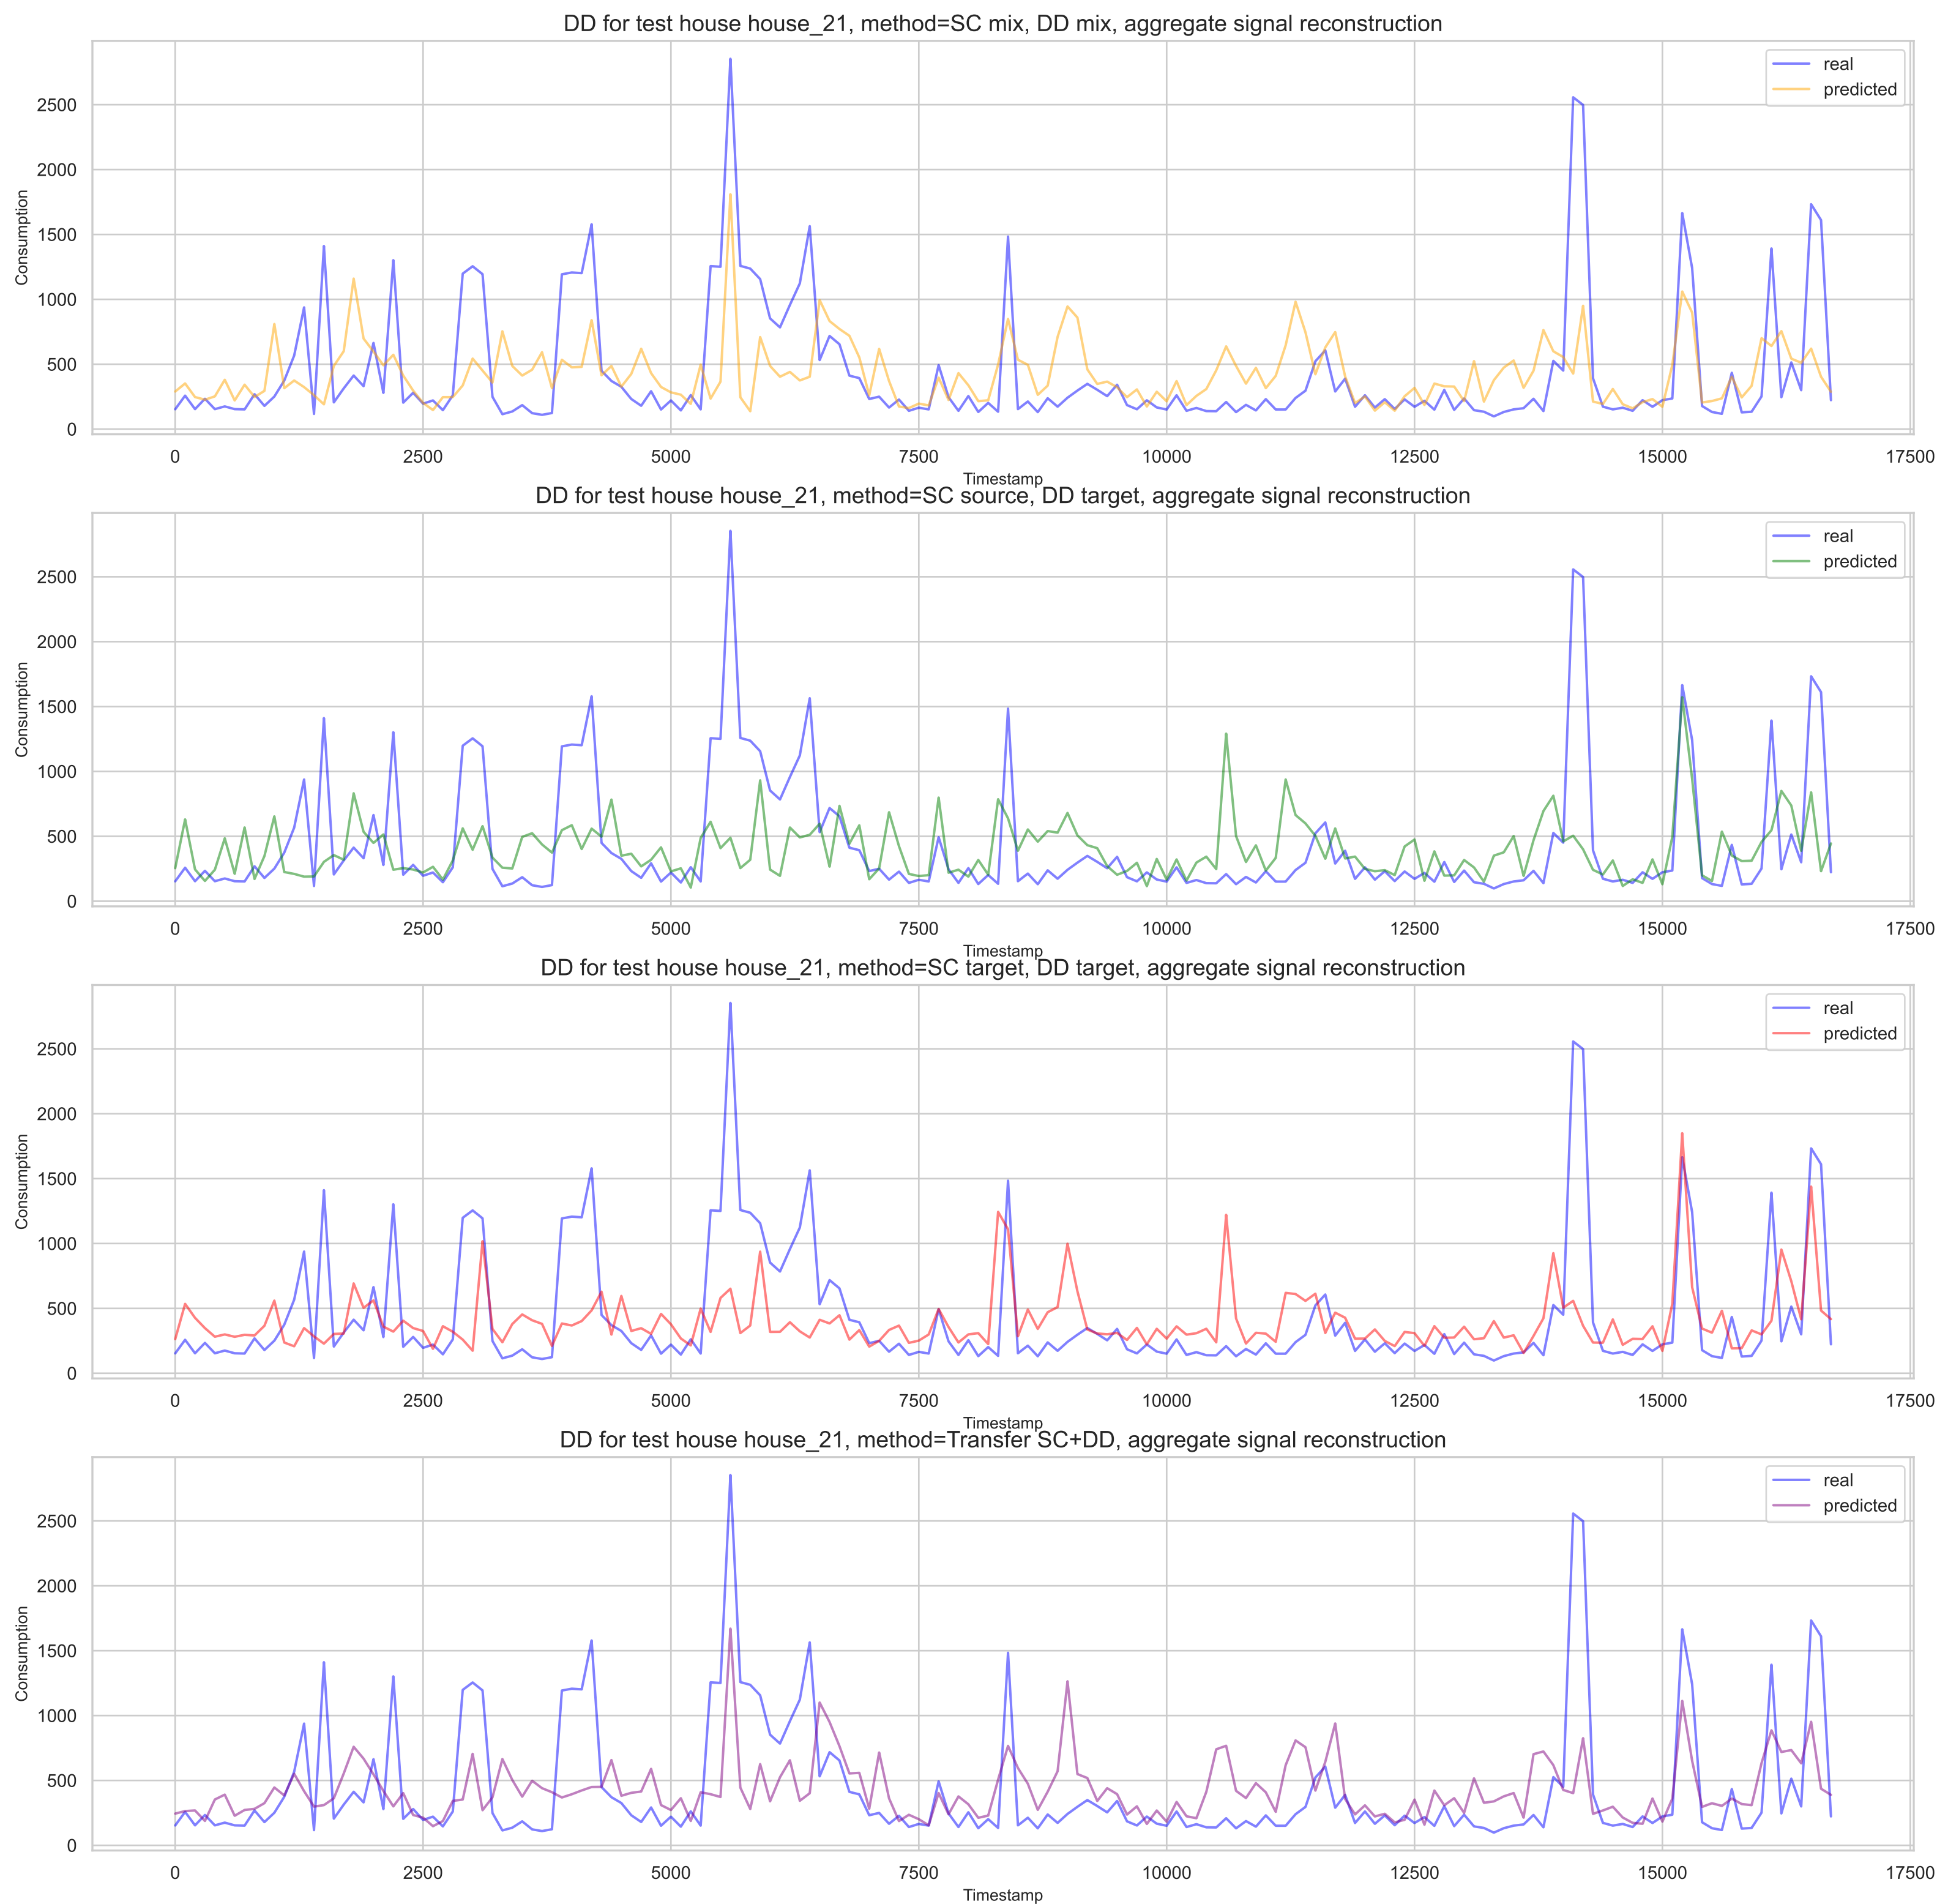 DD for test house house_21, method=SC mix, DD mix, aggregate signal reconstruction
real
predicted
Consumption
2500
2000
1500
1000
500
0
0 2500 5000 7500 10000 12500 15000 17500
Timestamp
DD for test house house_21, method=SC source, DD target, aggregate signal reconstruction
real
predicted
Consumption
2500
2000
1500
1000
500
0
0 2500 5000 7500 10000 12500 15000 17500
Timestamp
DD for test house house_21, method=SC target, DD target, aggregate signal reconstruction
real
predicted
Consumption
2500
2000
1500
1000
500
0
0 2500 5000 7500 10000 12500 15000 17500
Timestamp
DD for test house house_21, method=Transfer SC+DD, aggregate signal reconstruction
real
predicted
Consumption
2500
2000
1500
1000
500
0
0 2500 5000 7500 10000 12500 15000 17500
Timestamp